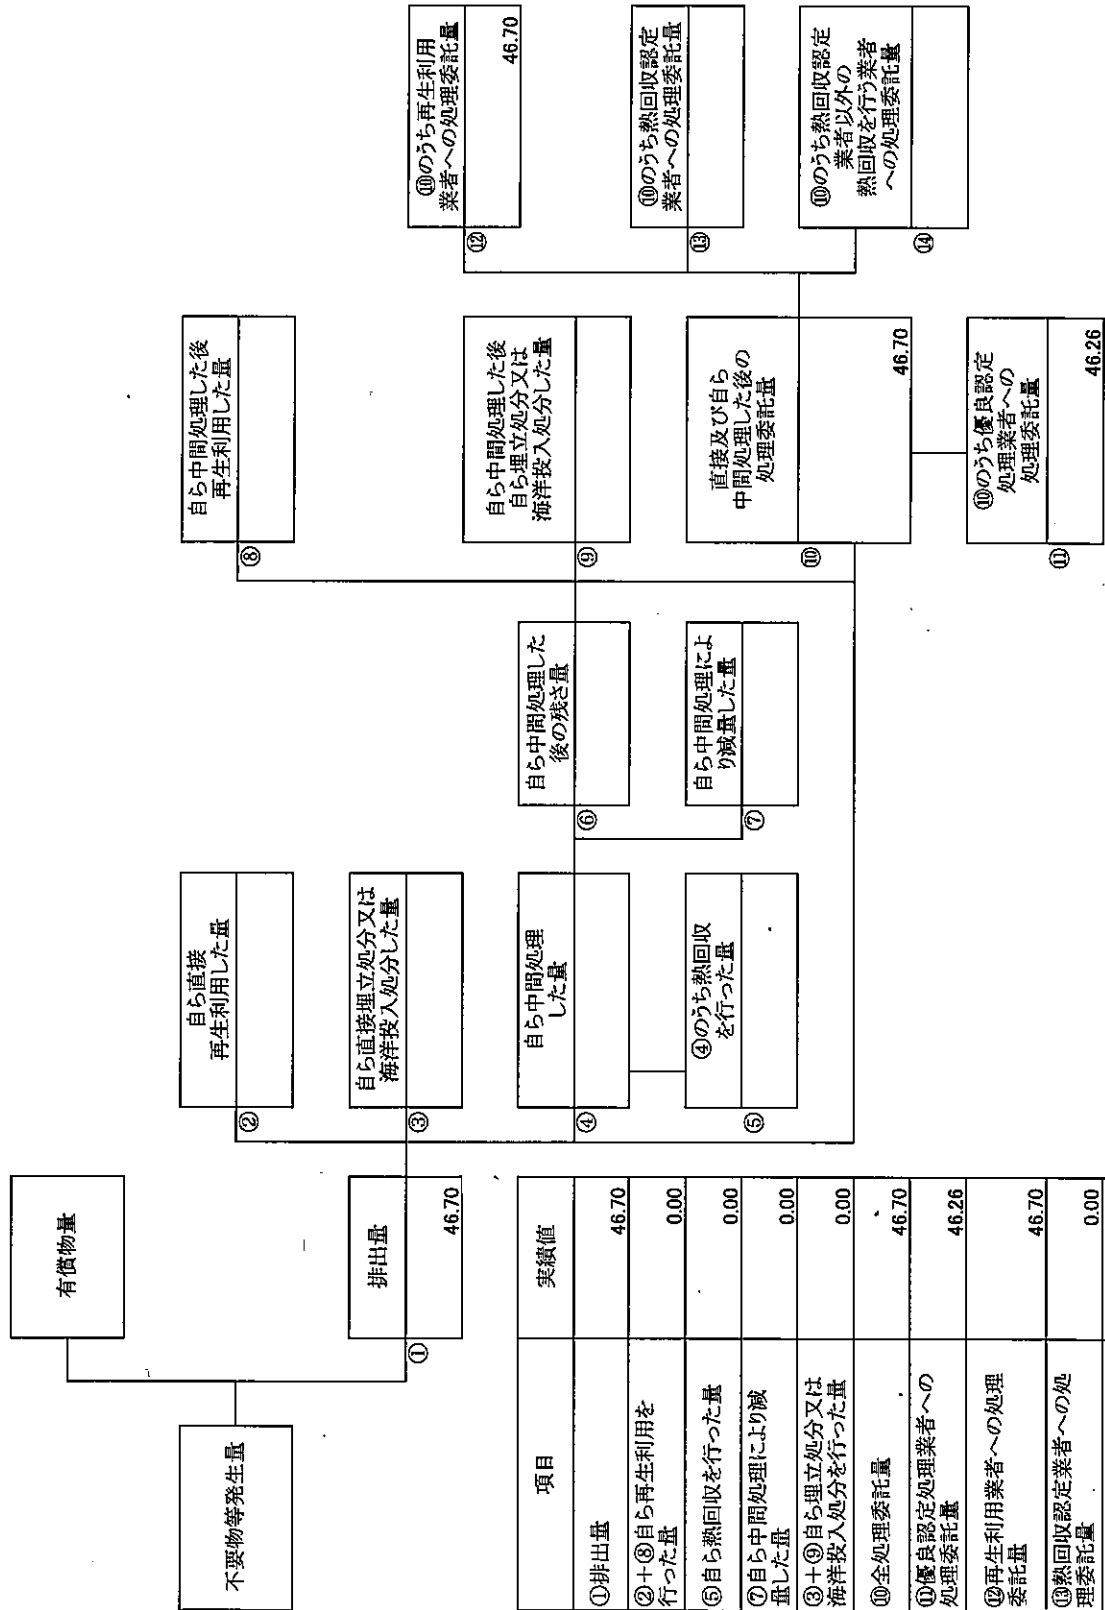 不要物等発生量
有償物量
①
排出量
46.70
②
自ら直接
再生利用した量
③
自ら直接埋立処分又は
海洋投入処分した量
④
自ら中間処理
した量
⑤
④のうち熱回収
を行った量
⑥
自ら中間処理した
後の残さ量
⑦
自ら中間処理によ
り減量した量
⑧
自ら中間処理した後
再生利用した量
⑨
自ら中間処理した後
自ら埋立処分又は
海洋投入処分した量
⑩
直接及び自ら
中間処理した後の
処理委託量
46.70
⑪
⑩のうち優良認定
処理業者への
処理委託量
46.26
⑫
⑩のうち再生利用
業者への処理委託量
46.70
⑬
⑩のうち熱回収認定
業者への処理委託量
⑭
⑩のうち熱回収認定
業者以外の
熱回収を行う業者
への処理委託量
項目 実績値
①排出量 46.70
②+⑧自ら再生利用を
行った量 0.00
⑤自ら熱回収を行った量 0.00
⑦自ら中間処理により減
量した量 0.00
③+⑨自ら埋立処分又は
海洋投入処分を行った量 0.00
⑩全処理委託量 46.70
⑪優良認定処理業者への
処理委託量 46.26
⑫再生利用業者への処理
委託量 46.70
⑬熱回収認定業者への処
理委託量 0.00